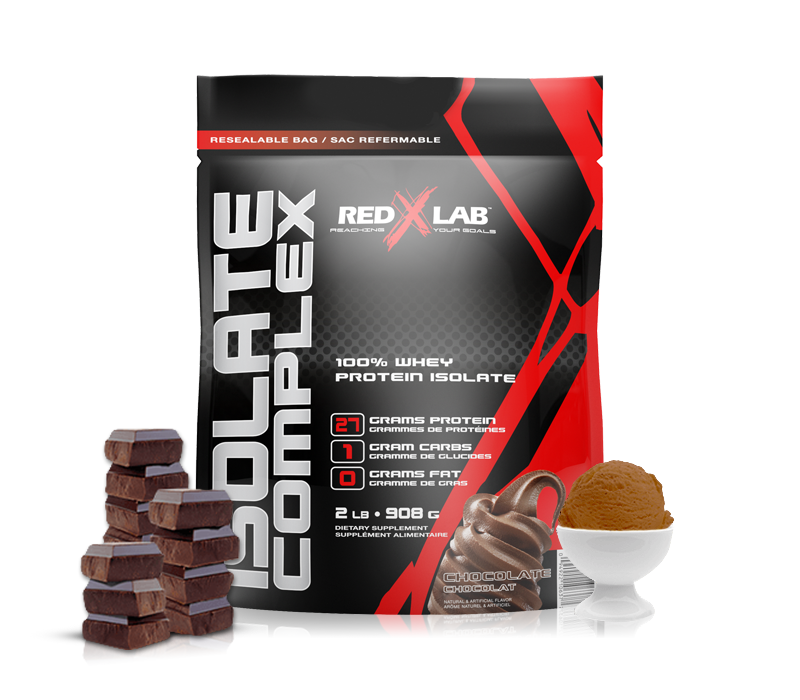 RESEALABLE BAG / SAC REFERMABLE
ISOLATE
COMPLEX
RED X LAB™
REACHING YOUR GOALS
100% WHEY
PROTEIN ISOLATE
27 GRAMS PROTEIN
GRAMMES DE PROTÉINES
1 GRAM CARBS
GRAMME DE GLUCIDES
0 GRAMS FAT
GRAMME DE GRAS
2 LB • 908 G
DIETARY SUPPLEMENT
SUPPLÉMENT ALIMENTAIRE
CHOCOLATE
CHOCOLAT
NATURAL & ARTIFICIAL FLAVOR
ARÔME NATUREL & ARTIFICIEL